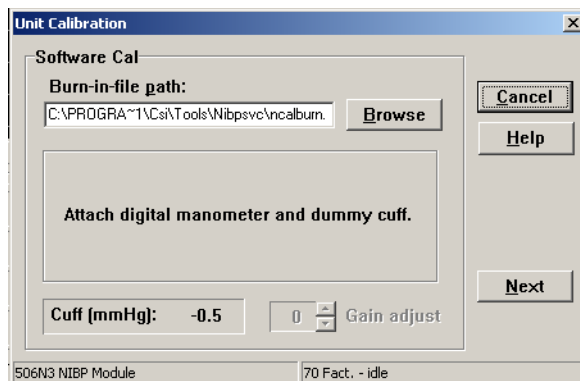 Unit Calibration
Software Cal
Burn-in-file path:
C:\PROGRA~1\Csi\Tools\Nibpsvc\ncalburn.
Browse
Cancel
Help
Attach digital manometer and dummy cuff.
Next
Cuff (mmHg): -0.5
0 Gain adjust
506N3 NIBP Module
70 Fact. - idle